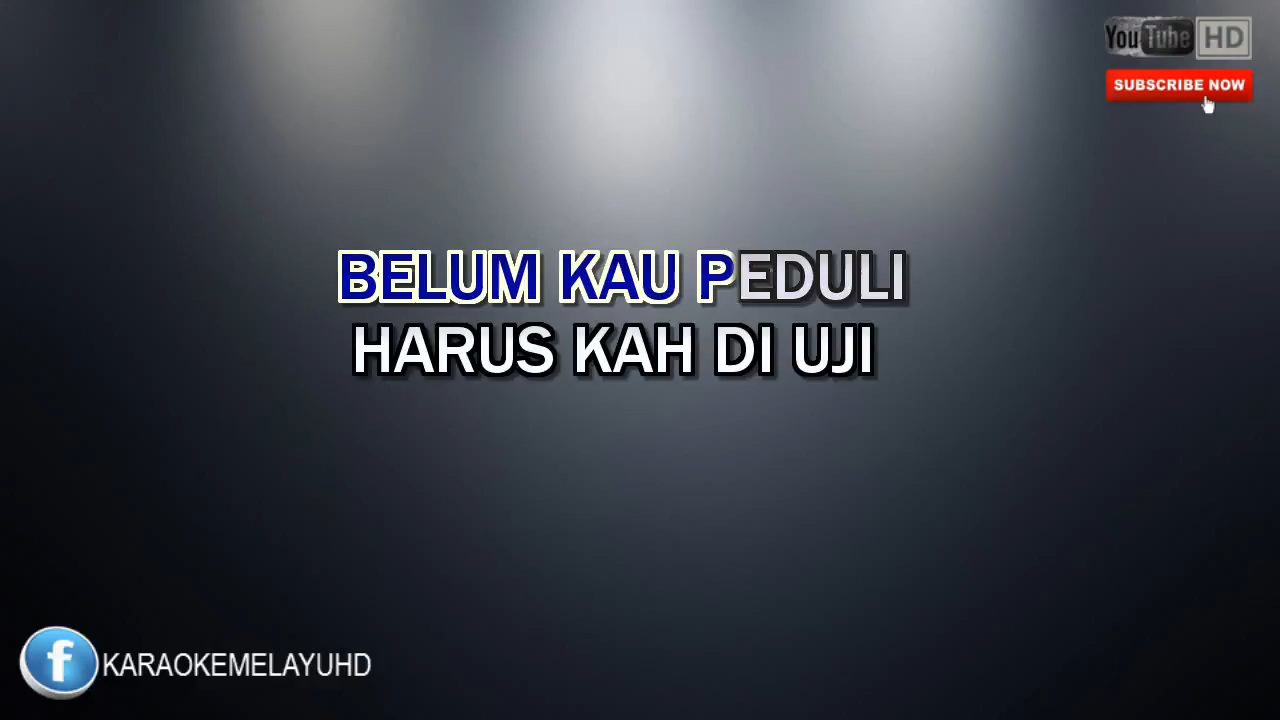 YouTube HD
SUBSCRIBE NOW
BELUM KAU PEDULI
HARUS KAH DI UJI
f KARAOKEMELAYUHD